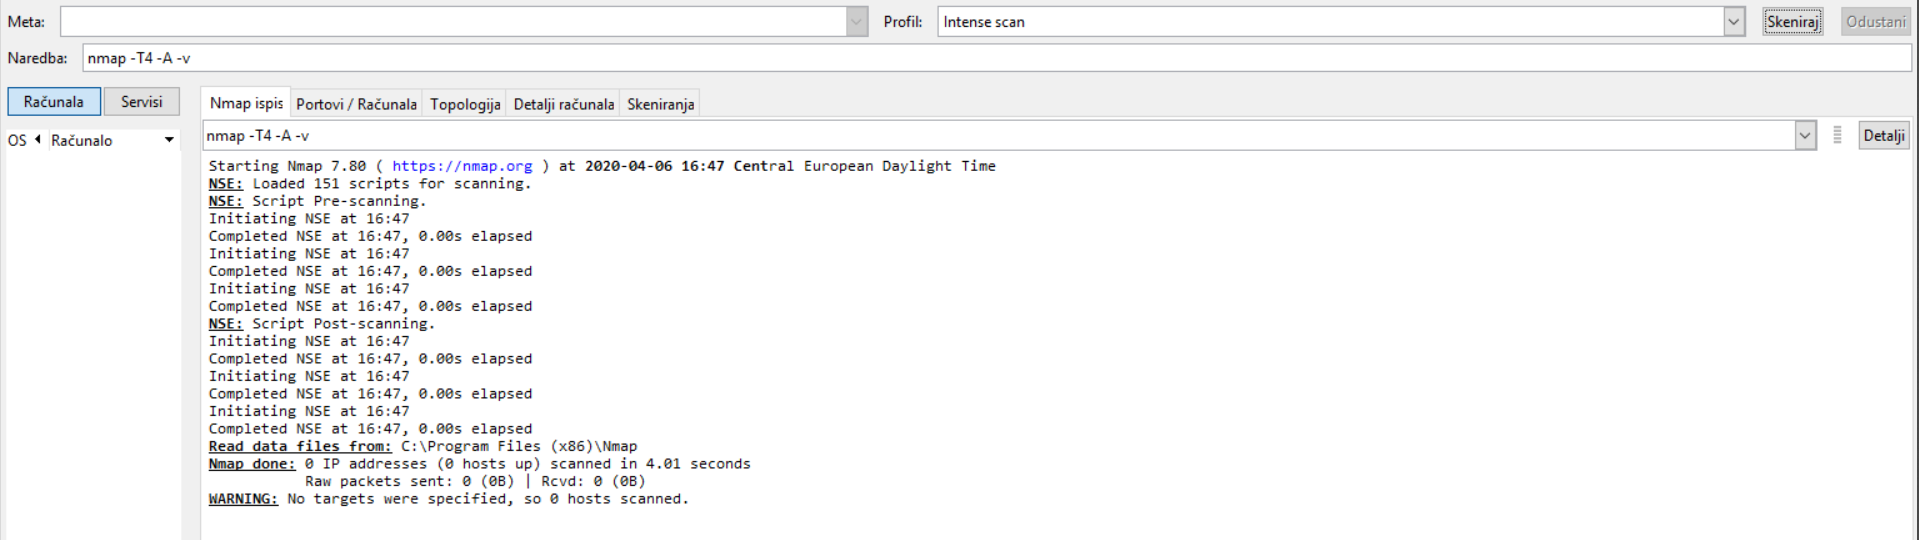 Meta: Profil: Intense scan Skeniraj Odustani
Naredba: nmap -T4 -A -v
Računala Servisi Nmap ispis Portovi / Računala Topologija Detalji računala Skeniranja
OS Računalo nmap -T4 -A -v Detalji
Starting Nmap 7.80 ( https://nmap.org ) at 2020-04-06 16:47 Central European Daylight Time
NSE: Loaded 151 scripts for scanning.
NSE: Script Pre-scanning.
Initiating NSE at 16:47
Completed NSE at 16:47, 0.00s elapsed
Initiating NSE at 16:47
Completed NSE at 16:47, 0.00s elapsed
Initiating NSE at 16:47
Completed NSE at 16:47, 0.00s elapsed
NSE: Script Post-scanning.
Initiating NSE at 16:47
Completed NSE at 16:47, 0.00s elapsed
Initiating NSE at 16:47
Completed NSE at 16:47, 0.00s elapsed
Initiating NSE at 16:47
Completed NSE at 16:47, 0.00s elapsed
Read data files from: C:\Program Files (x86)\Nmap
Nmap done: 0 IP addresses (0 hosts up) scanned in 4.01 seconds
Raw packets sent: 0 (0B) | Rcvd: 0 (0B)
WARNING: No targets were specified, so 0 hosts scanned.